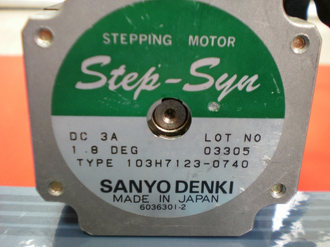 STEPPING MOTOR
Step-Syn
DC 3A LOT NO
1.8 DEG 03305
TYPE 103H7123-0740
SANYO DENKI
MADE IN JAPAN
6036301-2